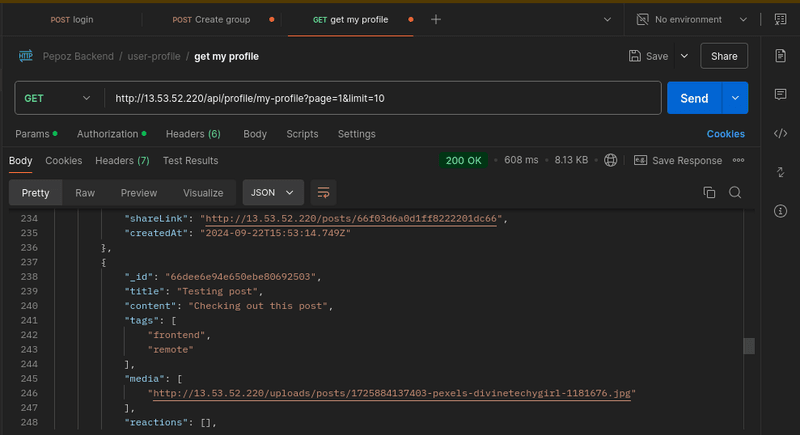 POST login
POST Create group
GET get my profile
No environment
HTTP
Pepoz Backend / user-profile / get my profile
Save
Share
GET
http://13.53.52.220/api/profile/my-profile?page=1&limit=10
Send
Params
Authorization
Headers (6)
Body
Scripts
Settings
Cookies
Body
Cookies
Headers (7)
Test Results
200 OK
608 ms
8.13 KB
Save Response
Pretty
Raw
Preview
Visualize
JSON
234 "shareLink": "http://13.53.52.220/posts/66f03d6a0d1ff8222201dc66",
235 "createdAt": "2024-09-22T15:53:14.749Z"
236 },
237 {
238 "_id": "66dee6e94e650ebe80692503",
239 "title": "Testing post",
240 "content": "Checking out this post",
241 "tags": [
242 "frontend",
243 "remote"
244 ],
245 "media": [
246 "http://13.53.52.220/uploads/posts/1725884137403-pexels-divinetechygirl-1181676.jpg"
247 ],
248 "reactions": [],